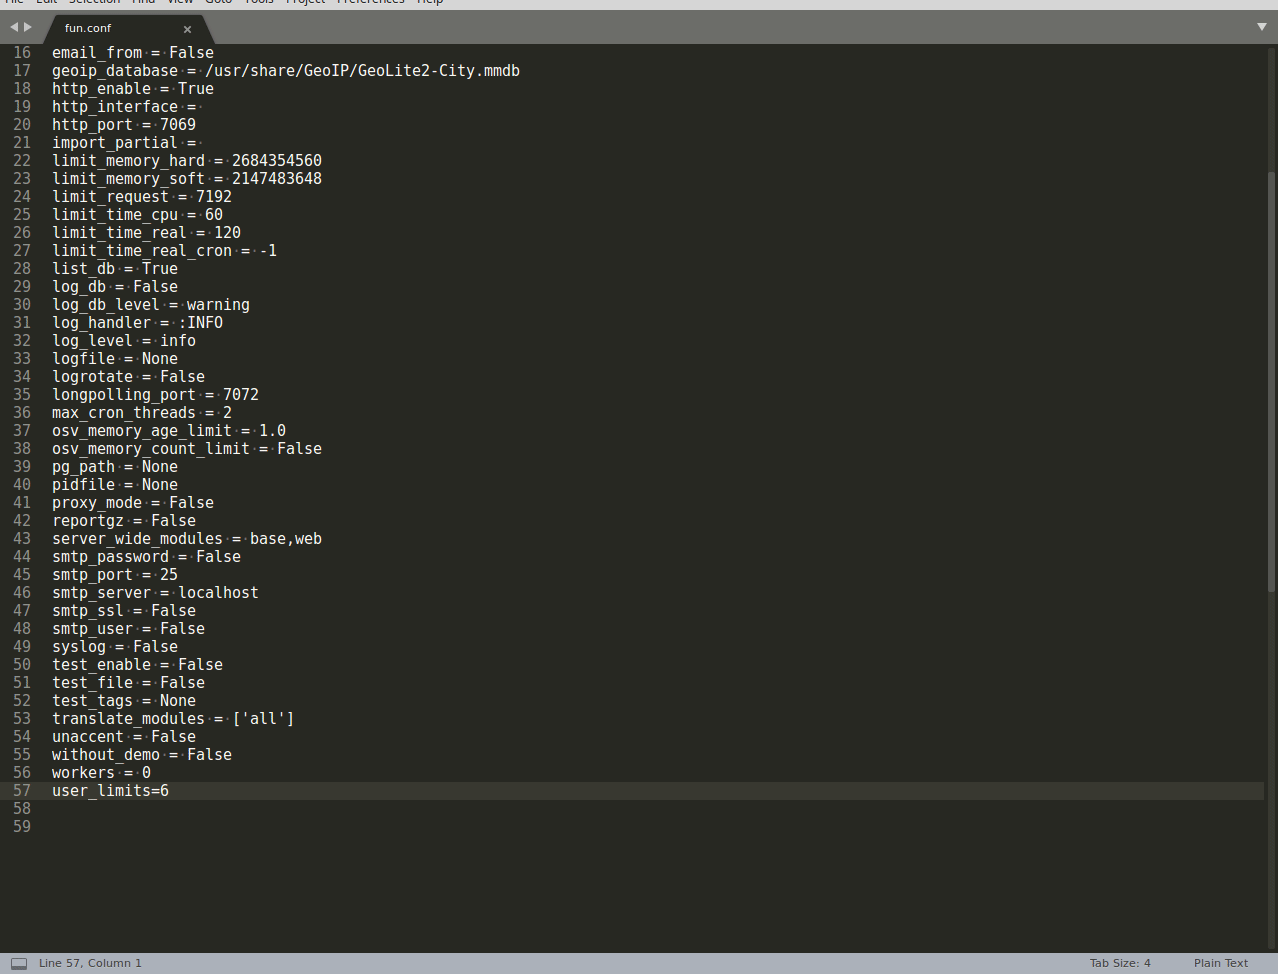 File Edit Selection Find View Goto Tools Project Preferences Help
fun.conf ×
16 email_from = False
17 geoip_database = /usr/share/GeoIP/GeoLite2-City.mmdb
18 http_enable = True
19 http_interface =
20 http_port = 7069
21 import_partial =
22 limit_memory_hard = 2684354560
23 limit_memory_soft = 2147483648
24 limit_request = 7192
25 limit_time_cpu = 60
26 limit_time_real = 120
27 limit_time_real_cron = -1
28 list_db = True
29 log_db = False
30 log_db_level = warning
31 log_handler = :INFO
32 log_level = info
33 logfile = None
34 logrotate = False
35 longpolling_port = 7072
36 max_cron_threads = 2
37 osv_memory_age_limit = 1.0
38 osv_memory_count_limit = False
39 pg_path = None
40 pidfile = None
41 proxy_mode = False
42 reportgz = False
43 server_wide_modules = base,web
44 smtp_password = False
45 smtp_port = 25
46 smtp_server = localhost
47 smtp_ssl = False
48 smtp_user = False
49 syslog = False
50 test_enable = False
51 test_file = False
52 test_tags = None
53 translate_modules = ['all']
54 unaccent = False
55 without_demo = False
56 workers = 0
57 user_limits=6
58
59
Line 57, Column 1 Tab Size: 4 Plain Text